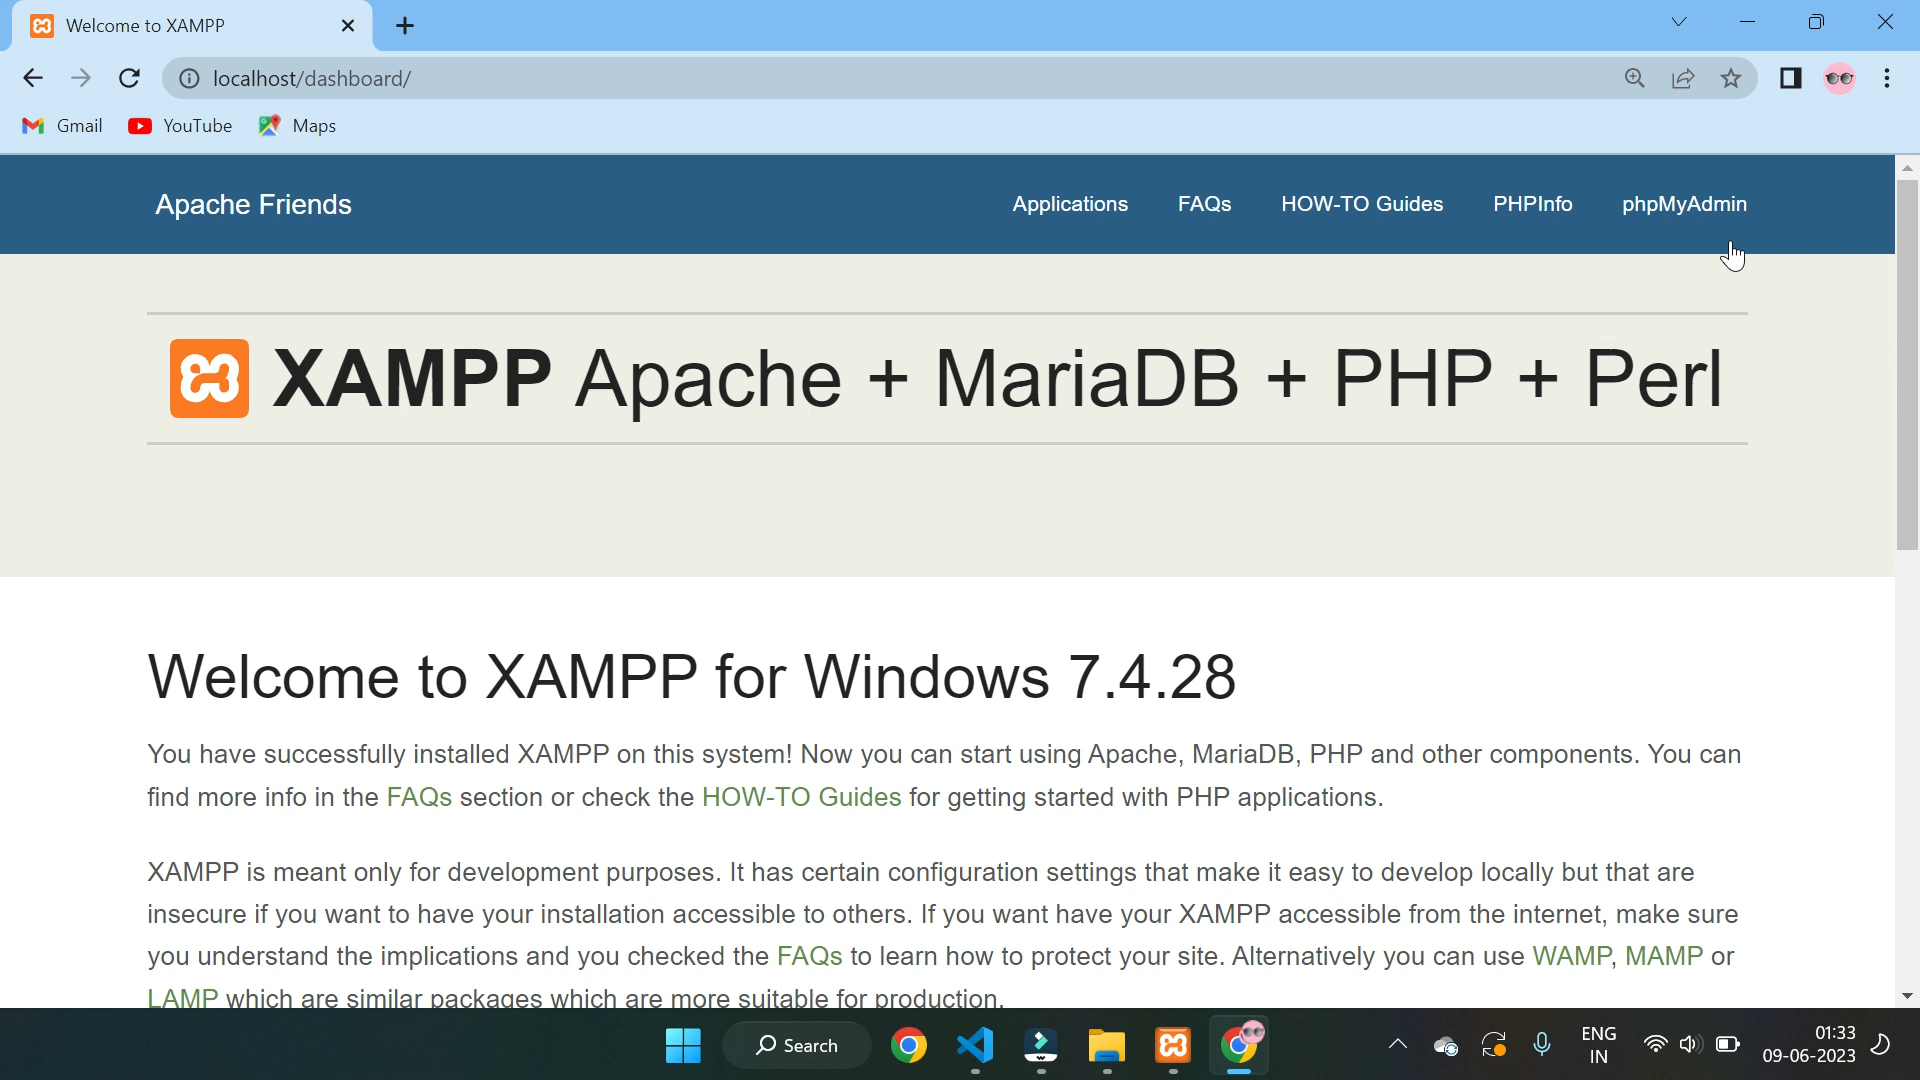 Welcome to XAMPP
localhost/dashboard/
Gmail YouTube Maps
Apache Friends Applications FAQs HOW-TO Guides PHPInfo phpMyAdmin
XAMPP Apache + MariaDB + PHP + Perl
Welcome to XAMPP for Windows 7.4.28
You have successfully installed XAMPP on this system! Now you can start using Apache, MariaDB, PHP and other components. You can
find more info in the FAQs section or check the HOW-TO Guides for getting started with PHP applications.
XAMPP is meant only for development purposes. It has certain configuration settings that make it easy to develop locally but that are
insecure if you want to have your installation accessible to others. If you want have your XAMPP accessible from the internet, make sure
you understand the implications and you checked the FAQs to learn how to protect your site. Alternatively you can use WAMP, MAMP or
LAMP which are similar packages which are more suitable for production.
Search
ENG
IN
01:33
09-06-2023